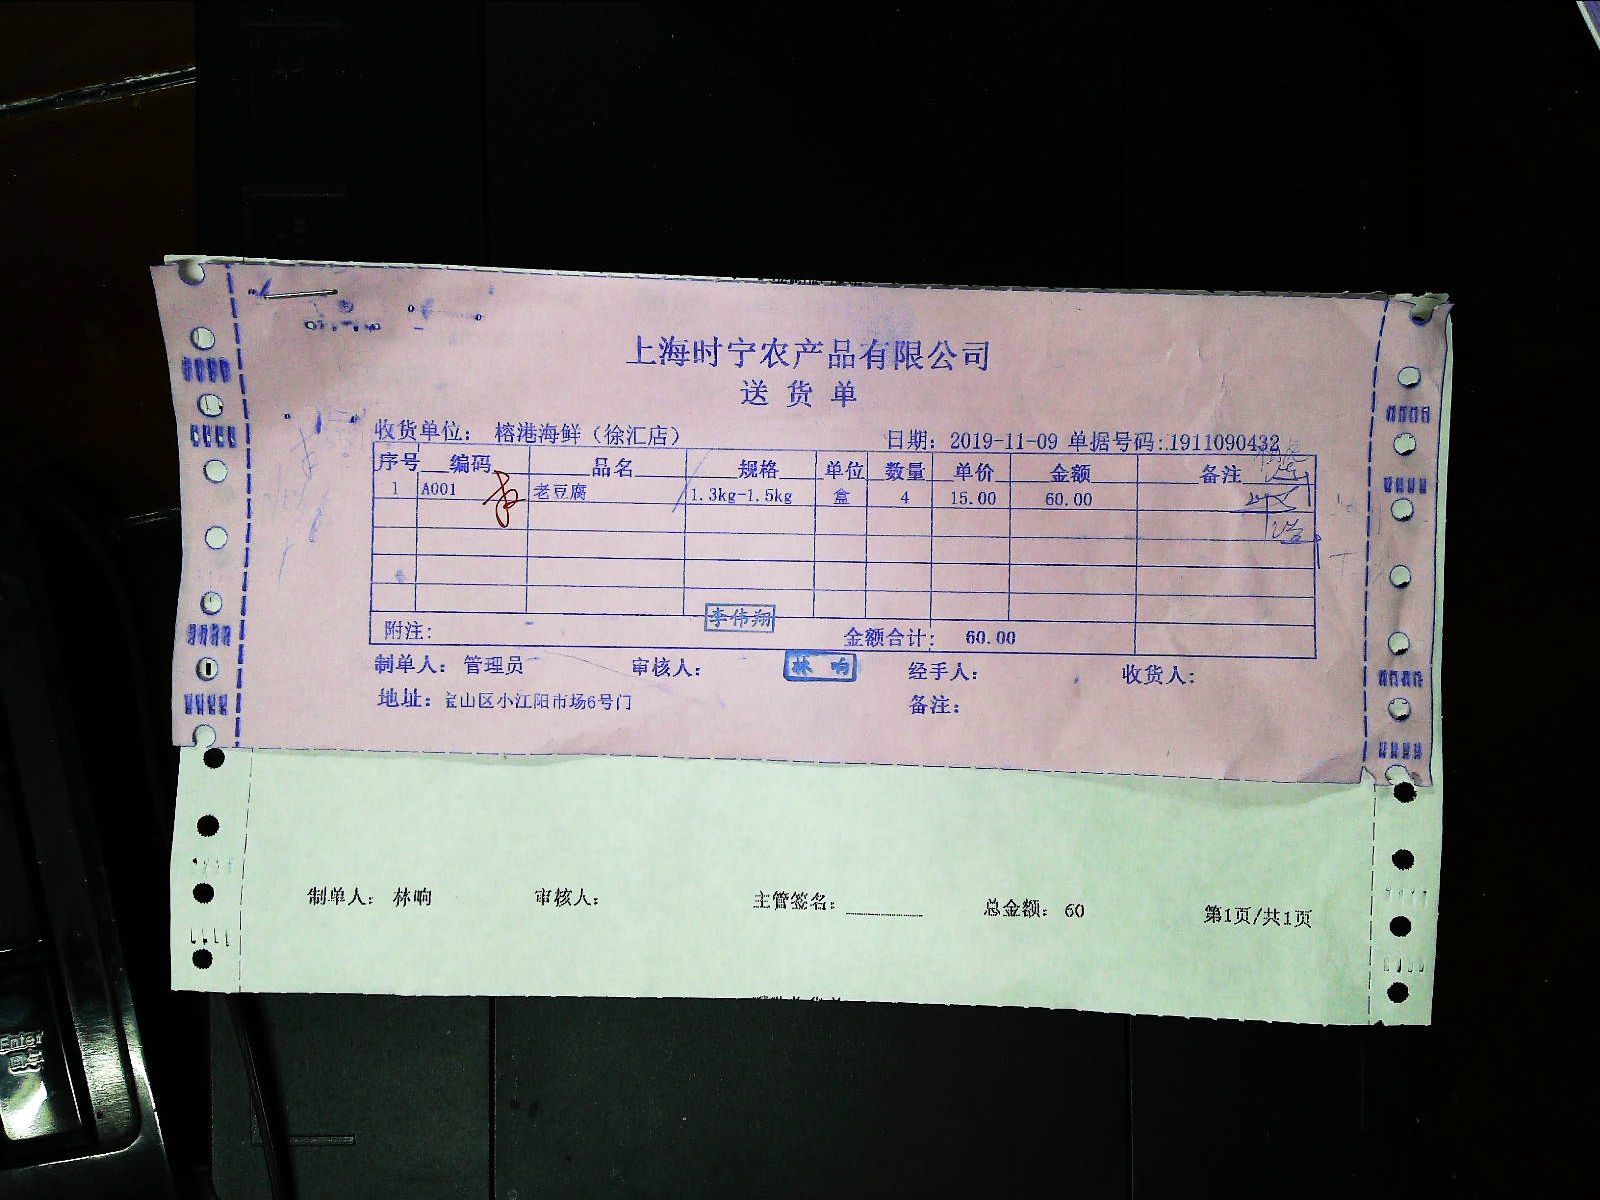 上海时宁农产品有限公司
送货单
收货单位: 榕港海鲜（徐汇店） 日期: 2019-11-09 单据号码:1911090432
序号 编码 品名 规格 单位 数量 单价 金额 备注
1 A001 老豆腐 1.3kg-1.5kg 盒 4 15.00 60.00
李伟翔
附注: 金额合计: 60.00
制单人: 管理员 审核人: 林响 经手人: 收货人:
地址: 宝山区小江阳市场6号门 备注:
制单人: 林响 审核人: 主管签名: 总金额: 60 第1页/共1页
Enter